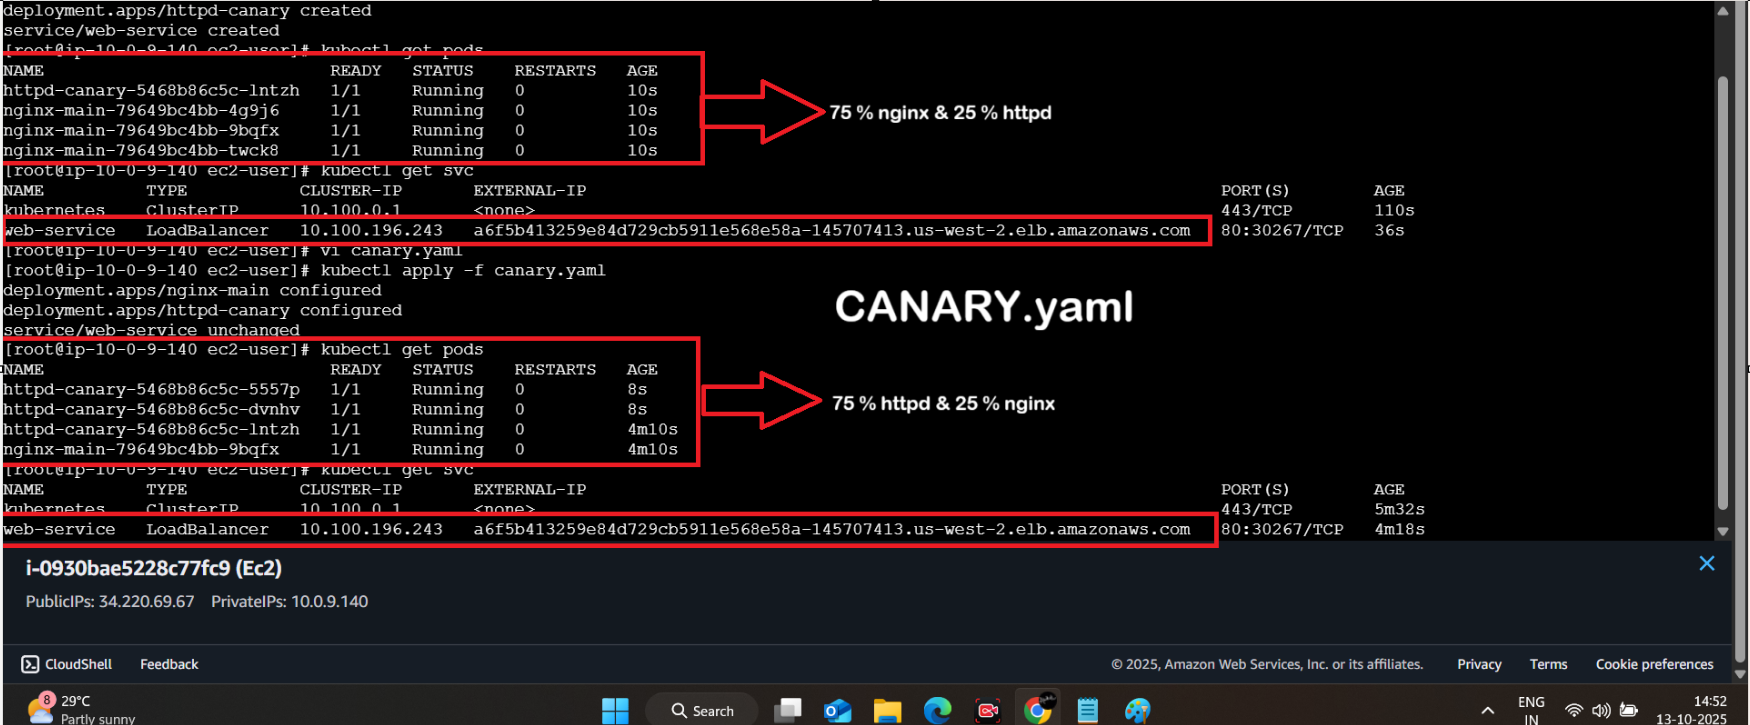 deployment.apps/httpd-canary created
service/web-service created
[root@ip-10-0-9-140 ec2-user]# kubectl get pods
NAME READY STATUS RESTARTS AGE
httpd-canary-5468b86c5c-lntzh 1/1 Running 0 10s
nginx-main-79649bc4bb-4g9j6 1/1 Running 0 10s
nginx-main-79649bc4bb-9bqfx 1/1 Running 0 10s
nginx-main-79649bc4bb-twck8 1/1 Running 0 10s
75 % nginx & 25 % httpd
[root@ip-10-0-9-140 ec2-user]# kubectl get svc
NAME TYPE CLUSTER-IP EXTERNAL-IP PORT(S) AGE
kubernetes ClusterIP 10.100.0.1 <none> 443/TCP 110s
web-service LoadBalancer 10.100.196.243 a6f5b413259e84d729cb5911e568e58a-145707413.us-west-2.elb.amazonaws.com 80:30267/TCP 36s
[root@ip-10-0-9-140 ec2-user]# vi canary.yaml
[root@ip-10-0-9-140 ec2-user]# kubectl apply -f canary.yaml
deployment.apps/nginx-main configured
deployment.apps/httpd-canary configured
service/web-service unchanged
CANARY.yaml
[root@ip-10-0-9-140 ec2-user]# kubectl get pods
NAME READY STATUS RESTARTS AGE
httpd-canary-5468b86c5c-5557p 1/1 Running 0 8s
httpd-canary-5468b86c5c-dvnhv 1/1 Running 0 8s
httpd-canary-5468b86c5c-lntzh 1/1 Running 0 4m10s
nginx-main-79649bc4bb-9bqfx 1/1 Running 0 4m10s
75 % httpd & 25 % nginx
[root@ip-10-0-9-140 ec2-user]# kubectl get svc
NAME TYPE CLUSTER-IP EXTERNAL-IP PORT(S) AGE
kubernetes ClusterIP 10.100.0.1 <none> 443/TCP 5m32s
web-service LoadBalancer 10.100.196.243 a6f5b413259e84d729cb5911e568e58a-145707413.us-west-2.elb.amazonaws.com 80:30267/TCP 4m18s
i-0930bae5228c77fc9 (Ec2)
PublicIPs: 34.220.69.67 PrivateIPs: 10.0.9.140
CloudShell Feedback © 2025, Amazon Web Services, Inc. or its affiliates. Privacy Terms Cookie preferences
8 29°C
Partly sunny
Search
ENG
IN
14:52
13-10-2025